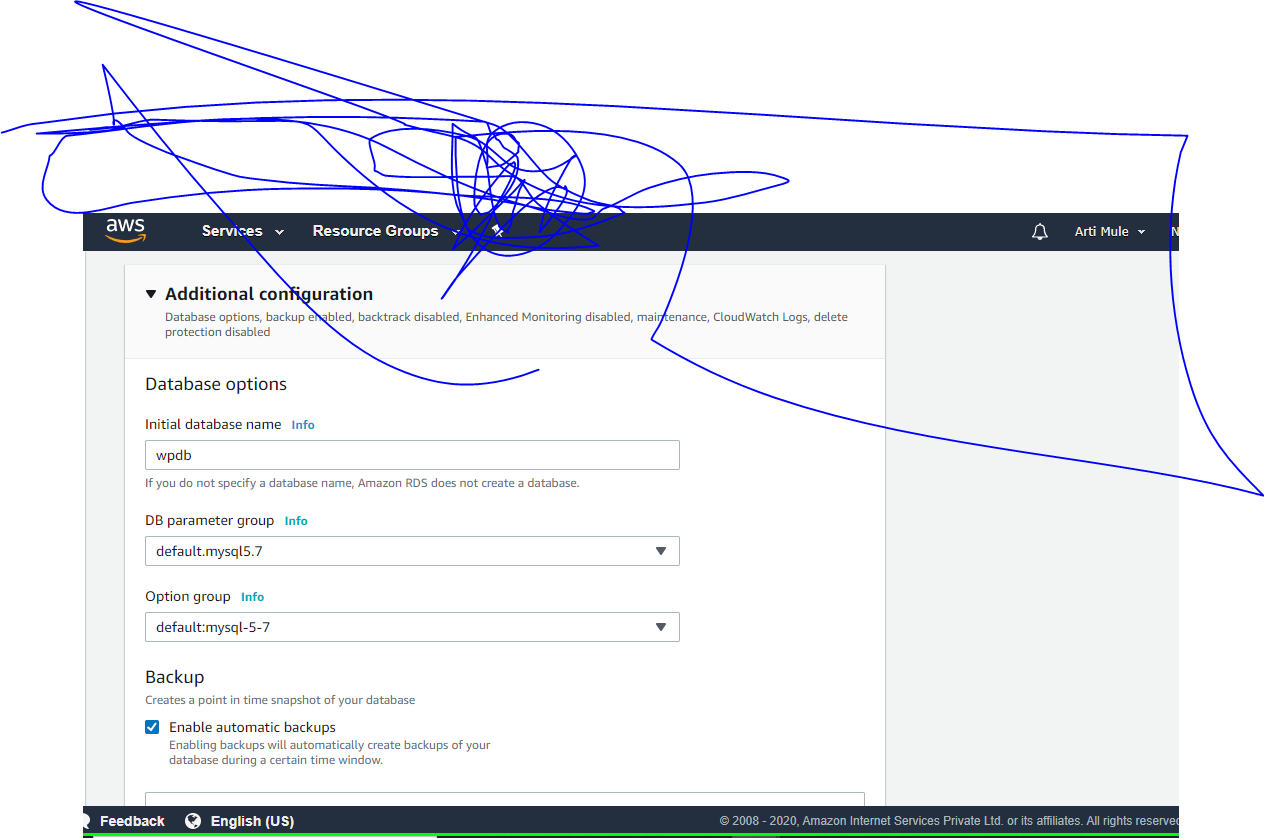 aws Services Resource Groups Arti Mule N
Additional configuration
Database options, backup enabled, backtrack disabled, Enhanced Monitoring disabled, maintenance, CloudWatch Logs, delete
protection disabled
Database options
Initial database name Info
wpdb
If you do not specify a database name, Amazon RDS does not create a database.
DB parameter group Info
default.mysql5.7
Option group Info
default:mysql-5-7
Backup
Creates a point in time snapshot of your database
Enable automatic backups
Enabling backups will automatically create backups of your
database during a certain time window.
Feedback English (US) © 2008 - 2020, Amazon Internet Services Private Ltd. or its affiliates. All rights reserved